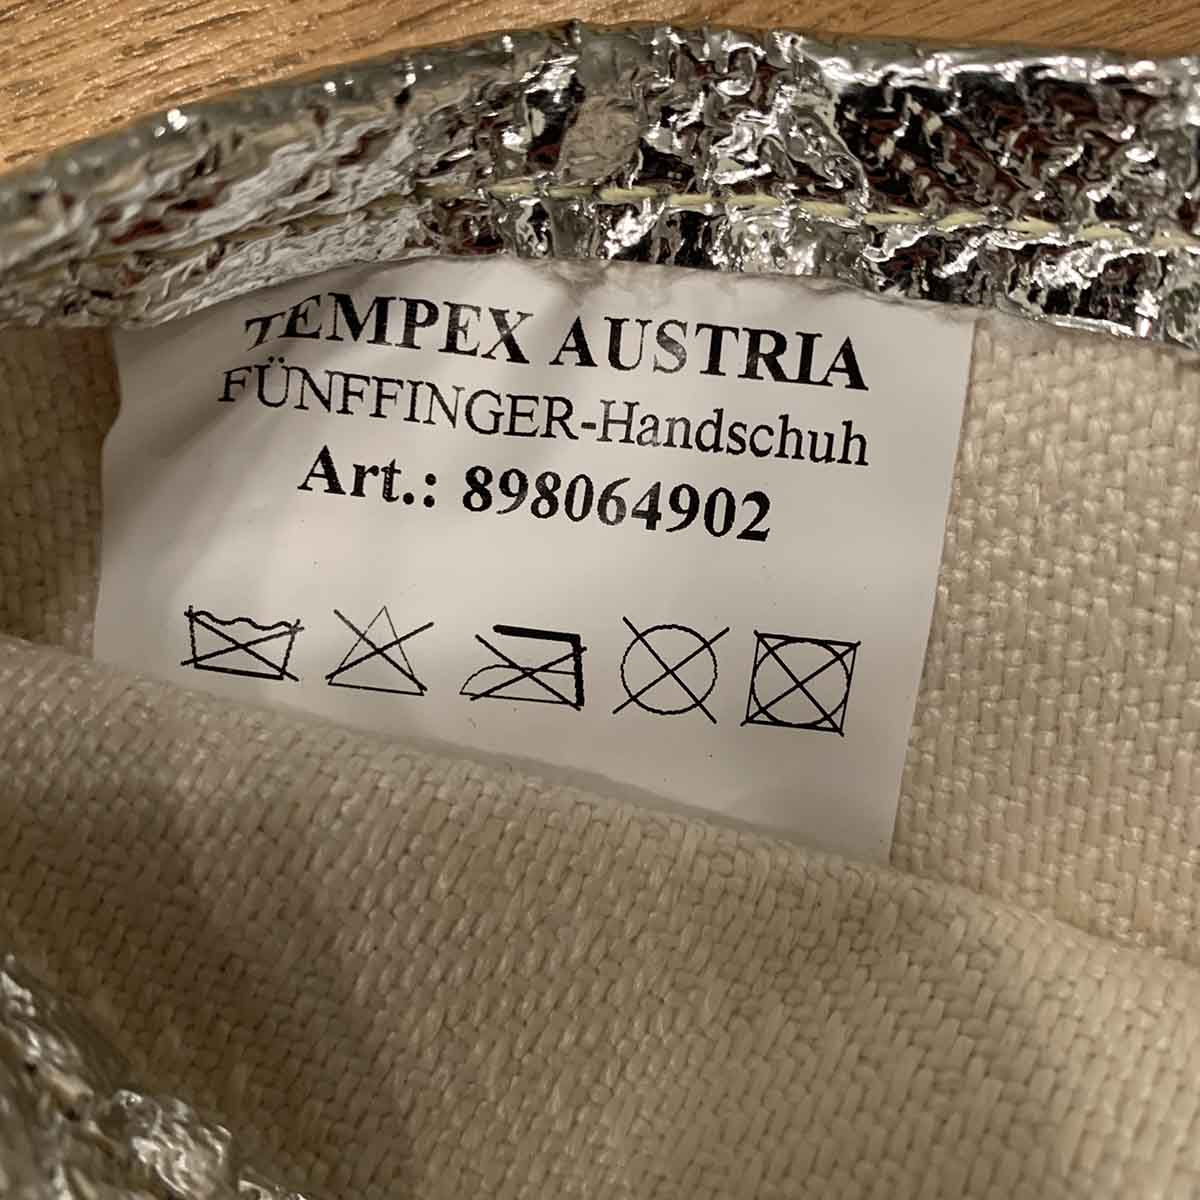 TEMPEX AUSTRIA
FÜNFFINGER-Handschuh
Art.: 898064902